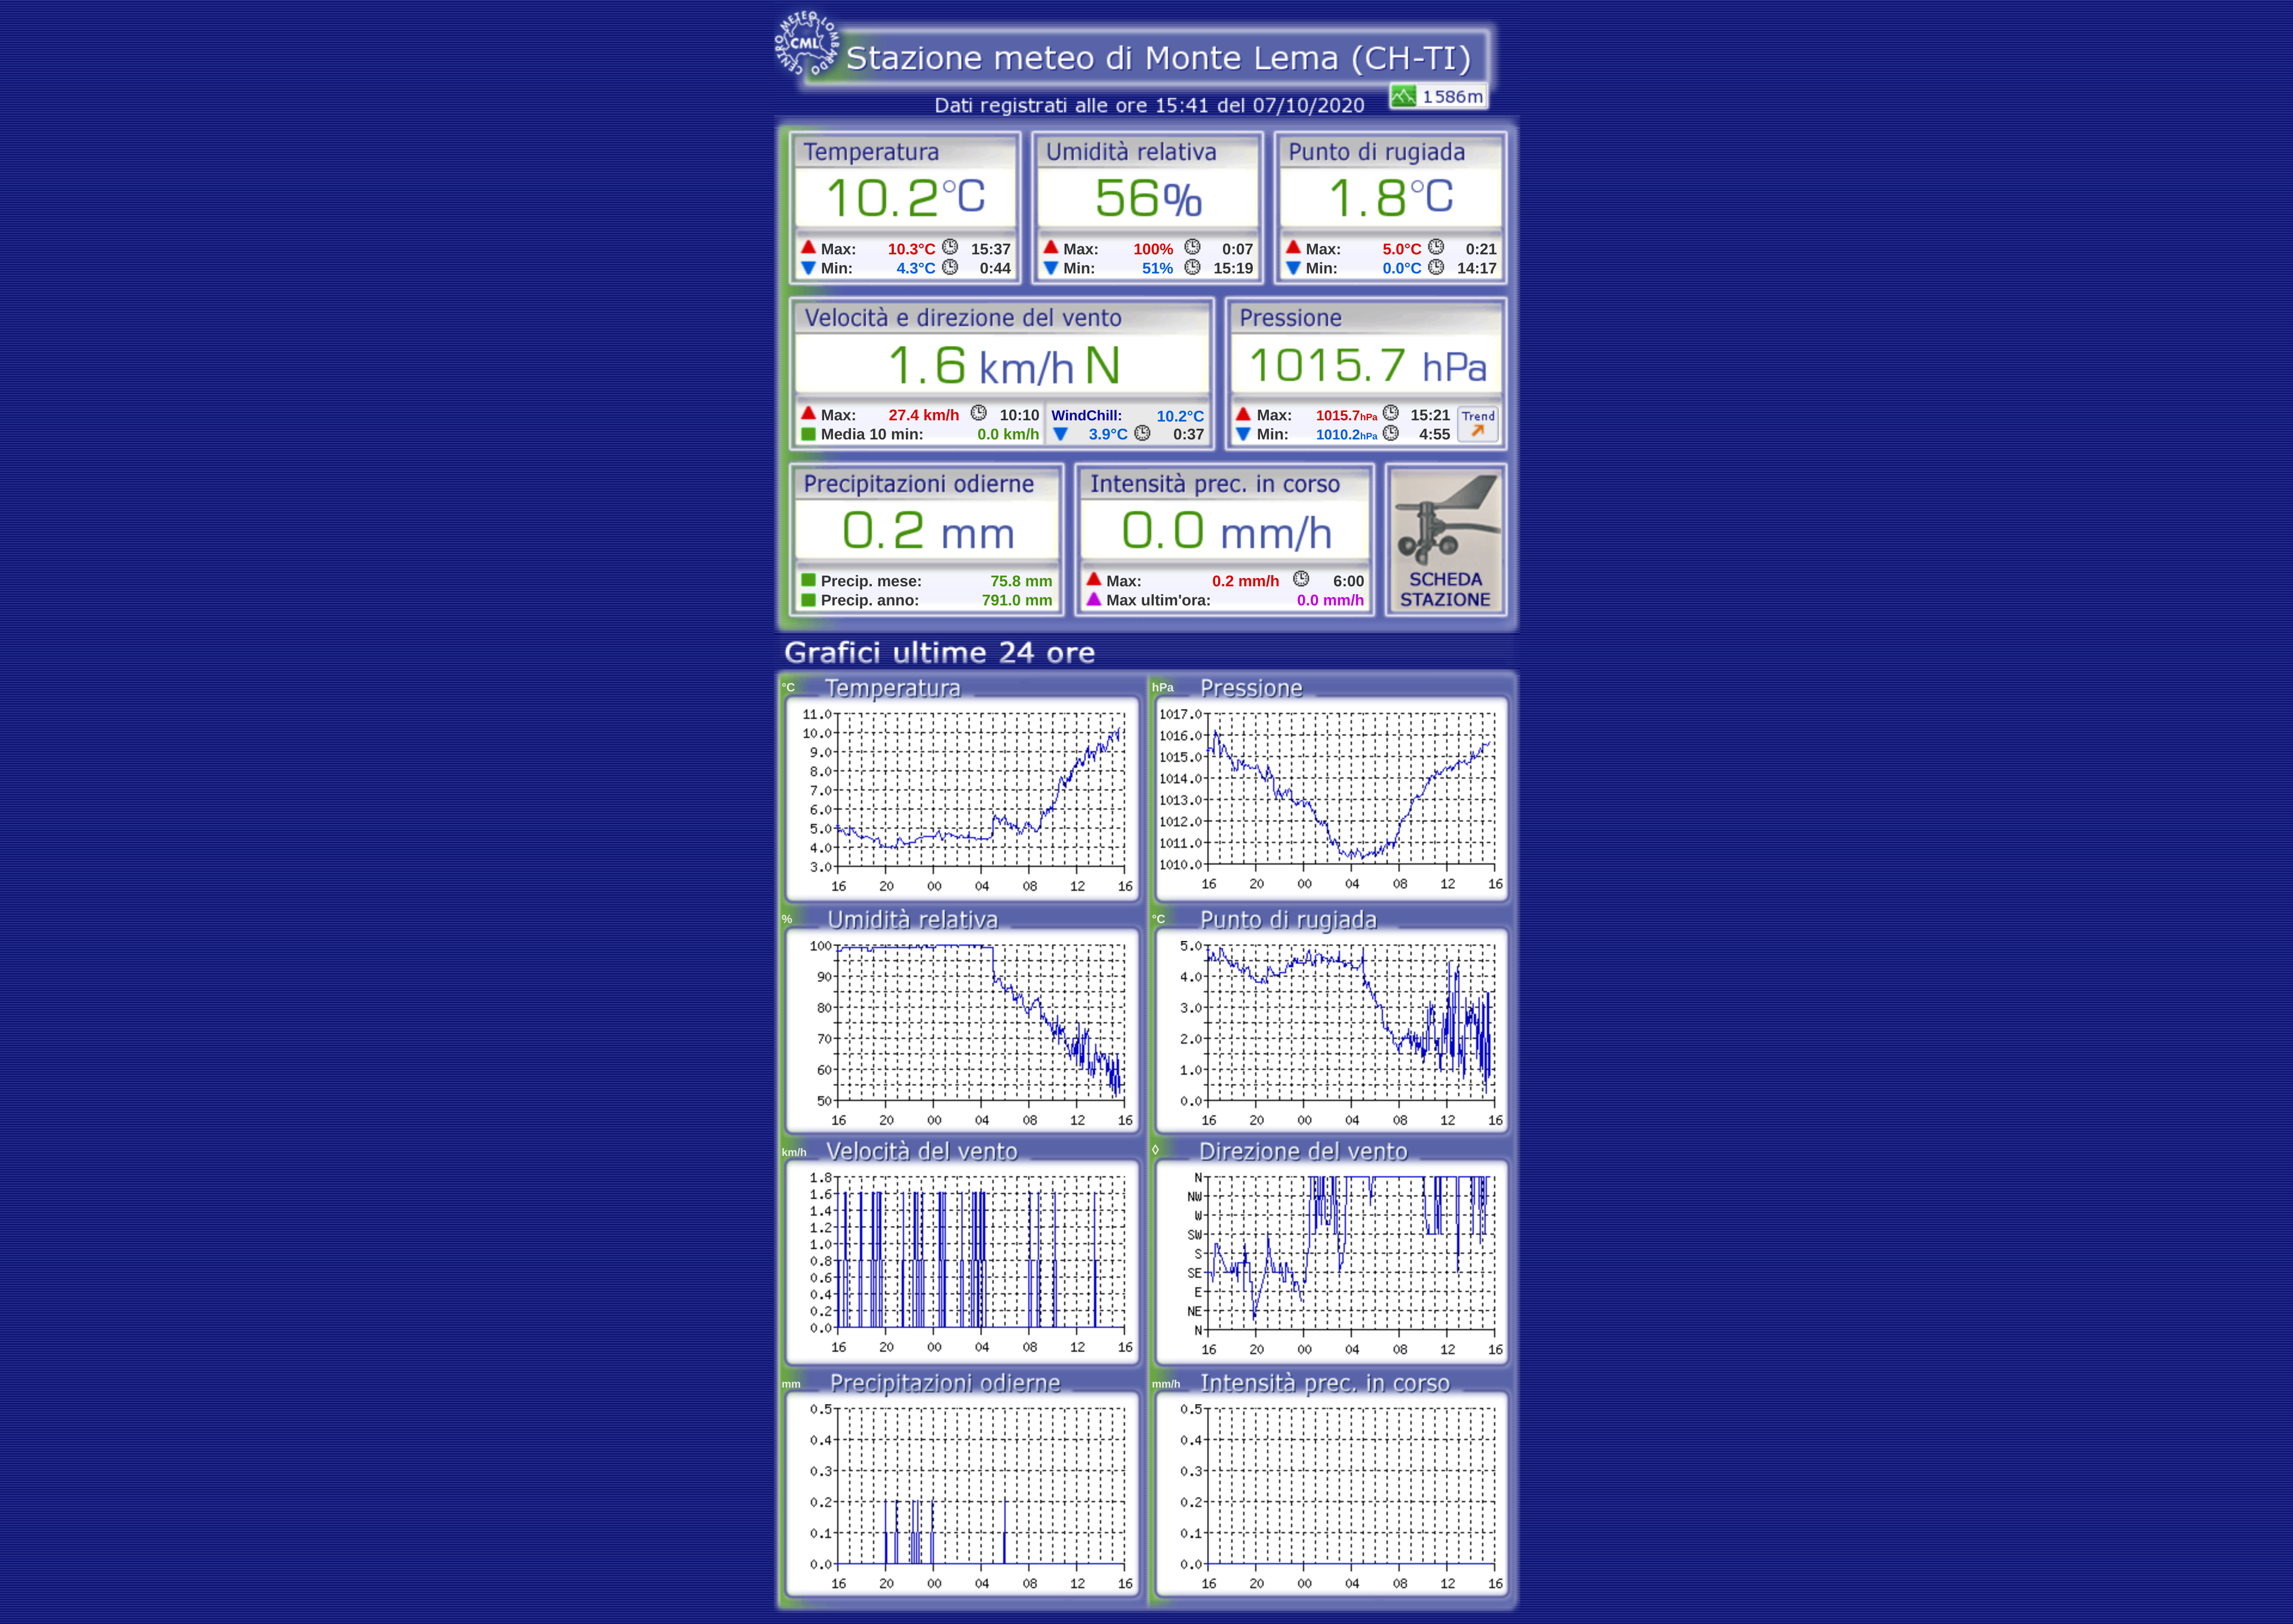 CENTRO METEO LOMBARDO
CML
Stazione meteo di Monte Lema (CH-TI)
Dati registrati alle ore 15:41 del 07/10/2020
1586m
Temperatura
10.2°C
Max: 10.3°C 15:37
Min: 4.3°C 0:44
Umidità relativa
56%
Max: 100% 0:07
Min: 51% 15:19
Punto di rugiada
1.8°C
Max: 5.0°C 0:21
Min: 0.0°C 14:17
Velocità e direzione del vento
1.6 km/h N
Max: 27.4 km/h 10:10
Media 10 min: 0.0 km/h
WindChill: 10.2°C
3.9°C 0:37
Pressione
1015.7 hPa
Max: 1015.7hPa 15:21
Min: 1010.2hPa 4:55
Trend
Precipitazioni odierne
0.2 mm
Precip. mese: 75.8 mm
Precip. anno: 791.0 mm
Intensità prec. in corso
0.0 mm/h
Max: 0.2 mm/h 6:00
Max ultim'ora: 0.0 mm/h
SCHEDA
STAZIONE
Grafici ultime 24 ore
°C Temperatura
11.0
10.0
9.0
8.0
7.0
6.0
5.0
4.0
3.0
16 20 00 04 08 12 16
hPa Pressione
1017.0
1016.0
1015.0
1014.0
1013.0
1012.0
1011.0
1010.0
16 20 00 04 08 12 16
% Umidità relativa
100
90
80
70
60
50
16 20 00 04 08 12 16
°C Punto di rugiada
5.0
4.0
3.0
2.0
1.0
0.0
16 20 00 04 08 12 16
km/h Velocità del vento
1.8
1.6
1.4
1.2
1.0
0.8
0.6
0.4
0.2
0.0
16 20 00 04 08 12 16
◊ Direzione del vento
N
NW
W
SW
S
SE
E
NE
N
16 20 00 04 08 12 16
mm Precipitazioni odierne
0.5
0.4
0.3
0.2
0.1
0.0
16 20 00 04 08 12 16
mm/h Intensità prec. in corso
0.5
0.4
0.3
0.2
0.1
0.0
16 20 00 04 08 12 16